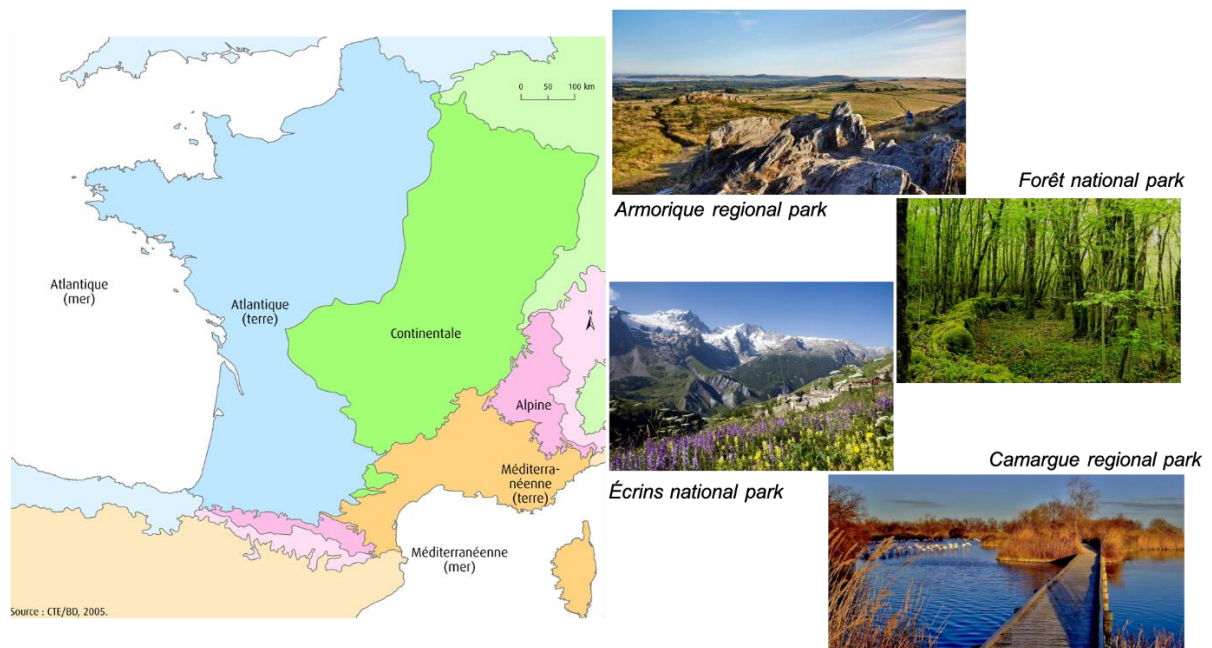 0 50 100 km
Atlantique
(mer)
Atlantique
(terre)
Continentale
N
Alpine
Méditerra-
néenne
(terre)
Méditerranéenne
(mer)
Source : CTE/BD, 2005.
Armorique regional park
Forêt national park
Écrins national park
Camargue regional park